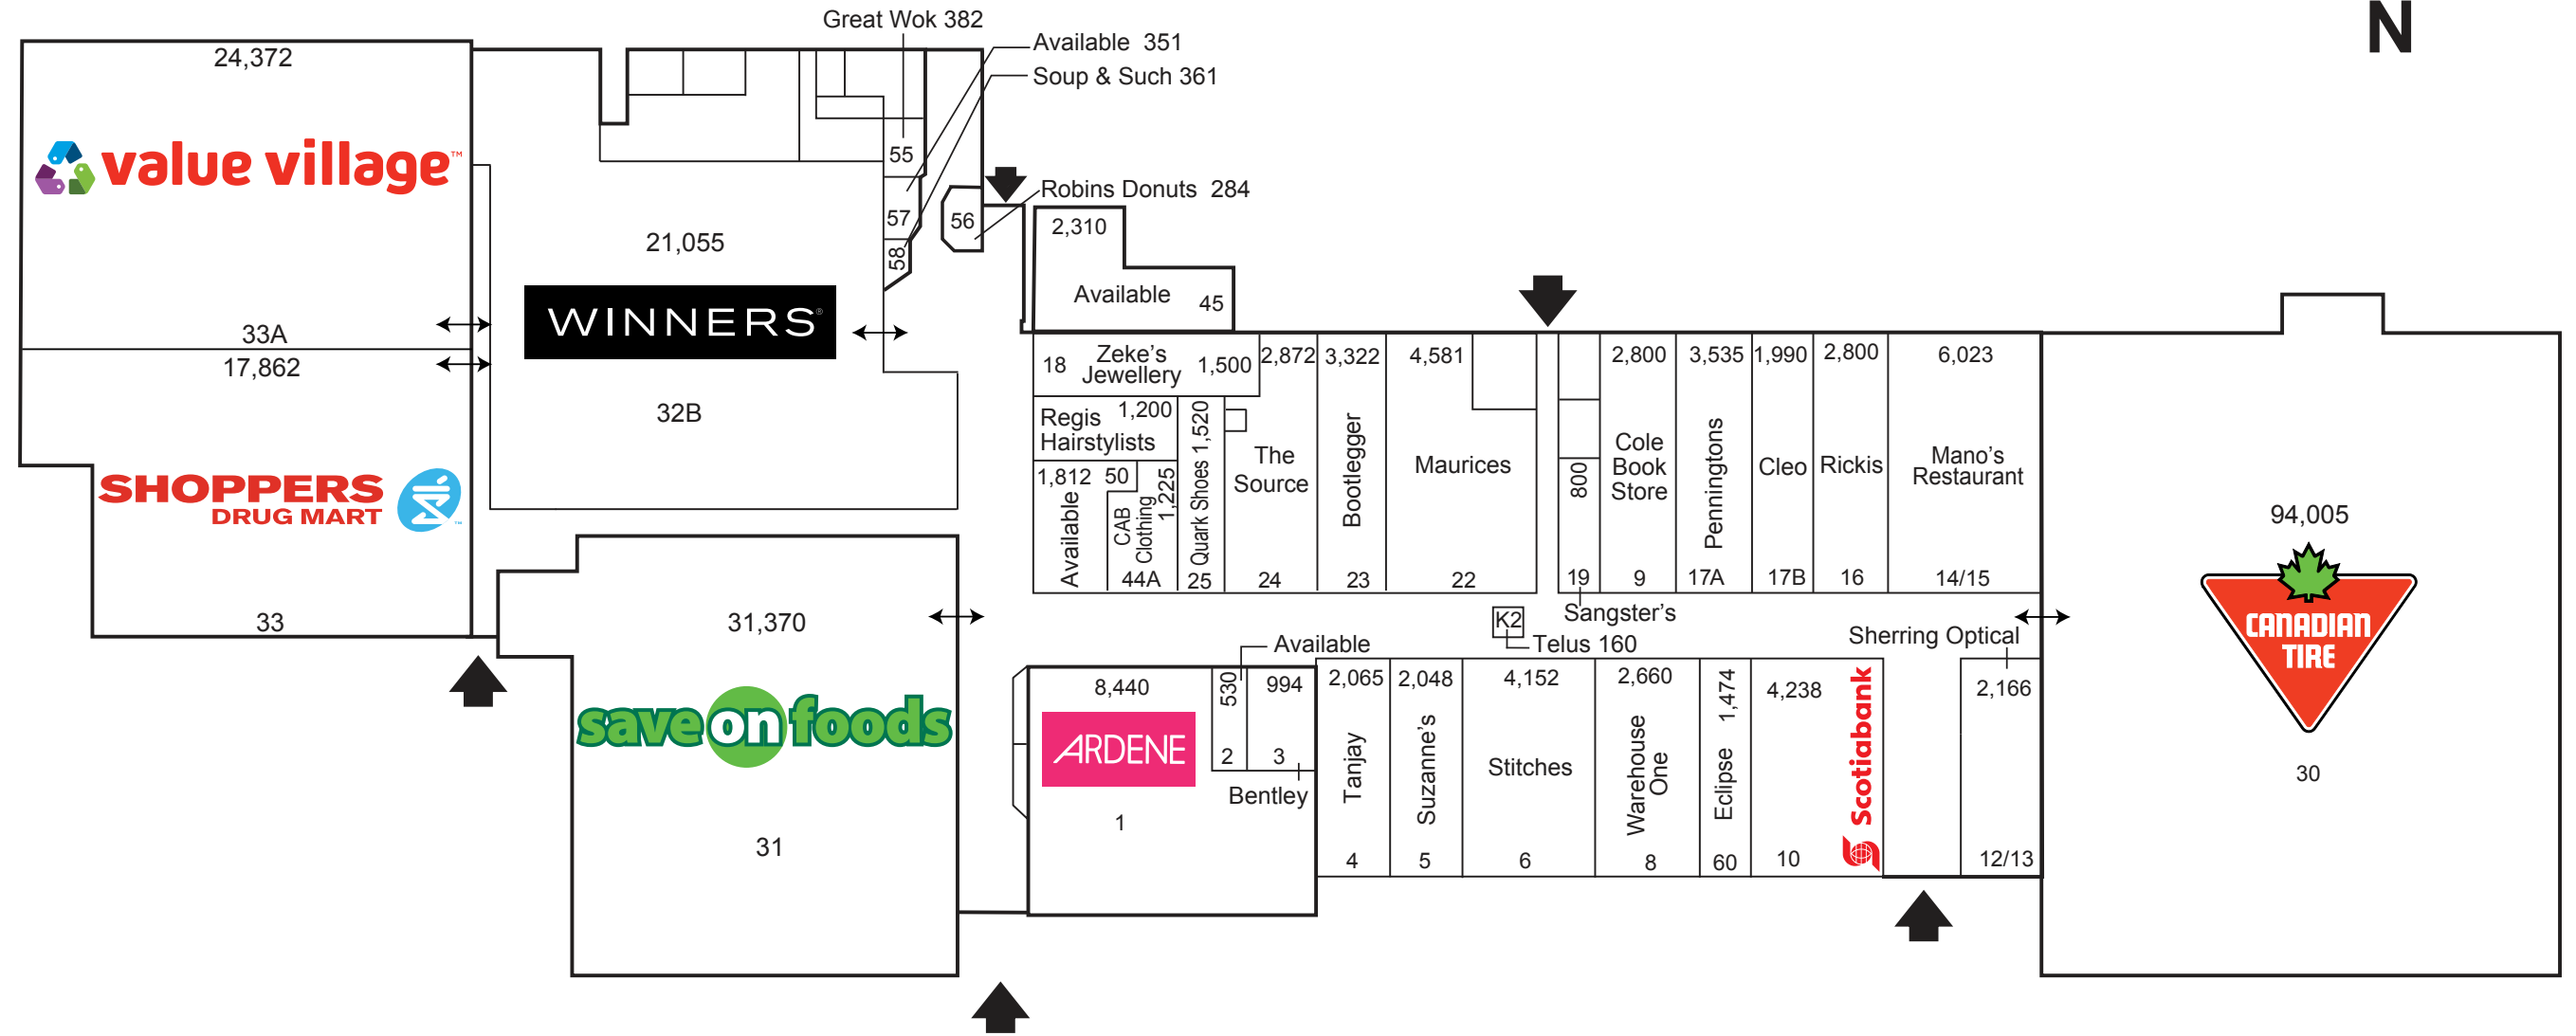 N
Great Wok 382
Available 351
Soup & Such 361
Robins Donuts 284
24,372
value village™
33A
17,862
SHOPPERS
DRUG MART
™
33
21,055
WINNERS®
32B
55
57
58
56
2,310
Available
45
31,370
save on foods
31
18
Zeke's
Jewellery
1,500
Regis
Hairstylists
1,200
1,812
Available
50
CAB
Clothing
1,225
44A
Quark Shoes 1,520
25
2,872
The
Source
24
3,322
Bootlegger
23
4,581
Maurices
22
800
19
Sangster's
2,800
Cole
Book
Store
9
3,535
Penningtons
17A
1,990
Cleo
17B
2,800
Rickis
16
6,023
Mano's
Restaurant
14/15
K2
Telus 160
Sherring Optical
2,166
12/13
8,440
ARDENE
1
Available
530
2
994
3
Bentley
2,065
Tanjay
4
2,048
Suzanne's
5
4,152
Stitches
6
2,660
Warehouse
One
8
1,474
Eclipse
60
4,238
Scotiabank
10
94,005
CANADIAN
TIRE
30